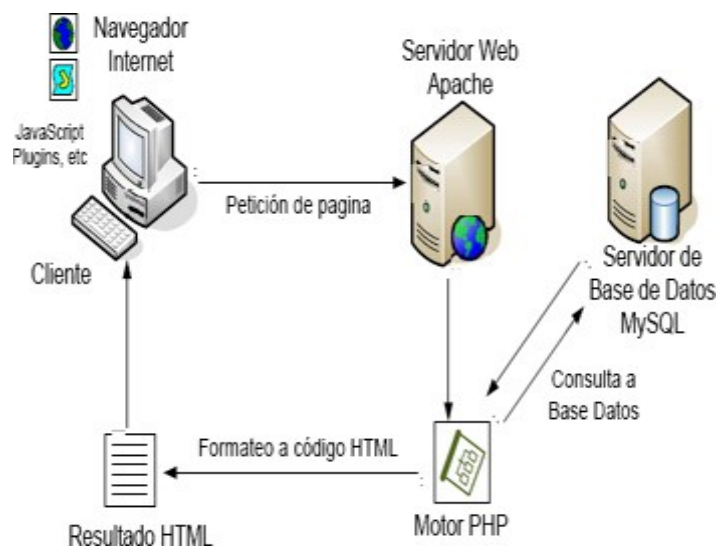 Navegador
Internet
JavaScript
Plugins, etc
Cliente
Petición de pagina
Servidor Web
Apache
Servidor de
Base de Datos
MySQL
Consulta a
Base Datos
Formateo a código HTML
Motor PHP
Resultado HTML